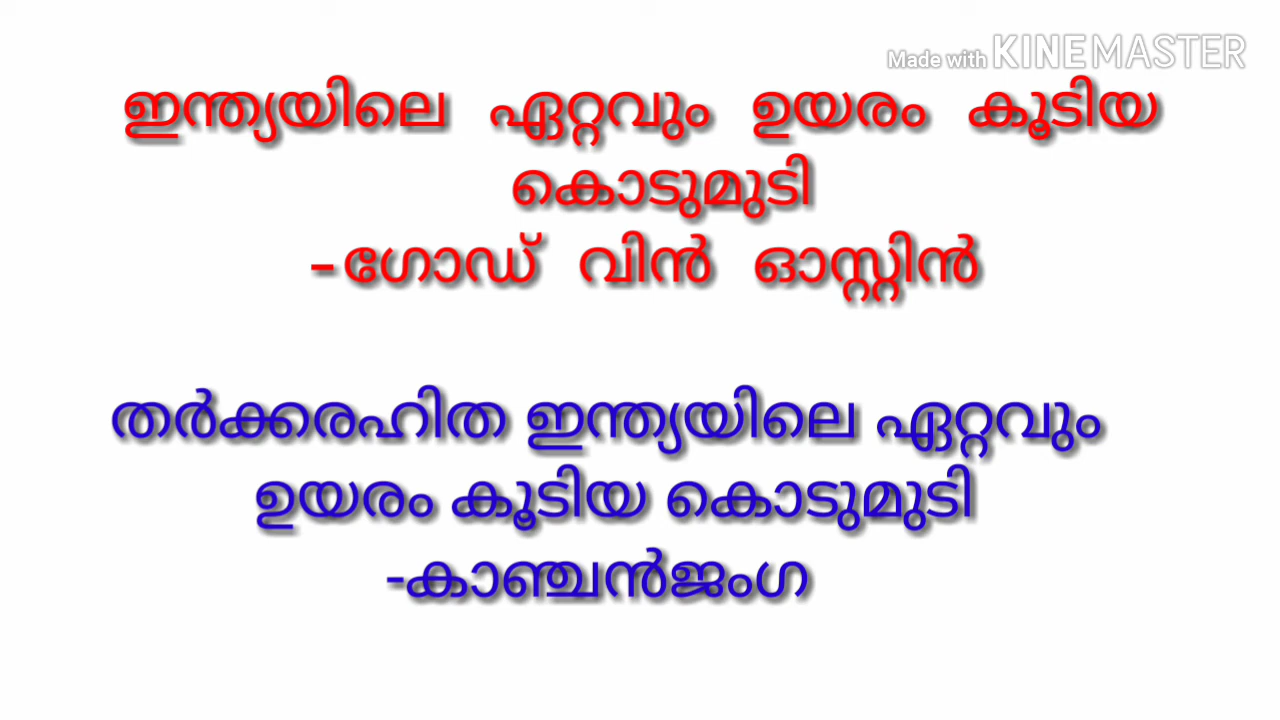 Made with KINEMASTER
ഇന്ത്യയിലെ ഏറ്റവും ഉയരം കൂടിയ
കൊടുമുടി
-ഗോഡ് വിൻ ഓസ്റ്റിൻ
തർക്കരഹിത ഇന്ത്യയിലെ ഏറ്റവും
ഉയരം കൂടിയ കൊടുമുടി
-കാഞ്ചൻജംഗ